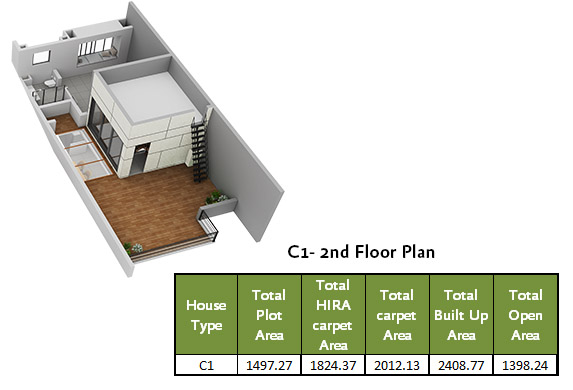 C1- 2nd Floor Plan
House Type | Total Plot Area | Total HIRA carpet Area | Total carpet Area | Total Built Up Area | Total Open Area
C1 | 1497.27 | 1824.37 | 2012.13 | 2408.77 | 1398.24